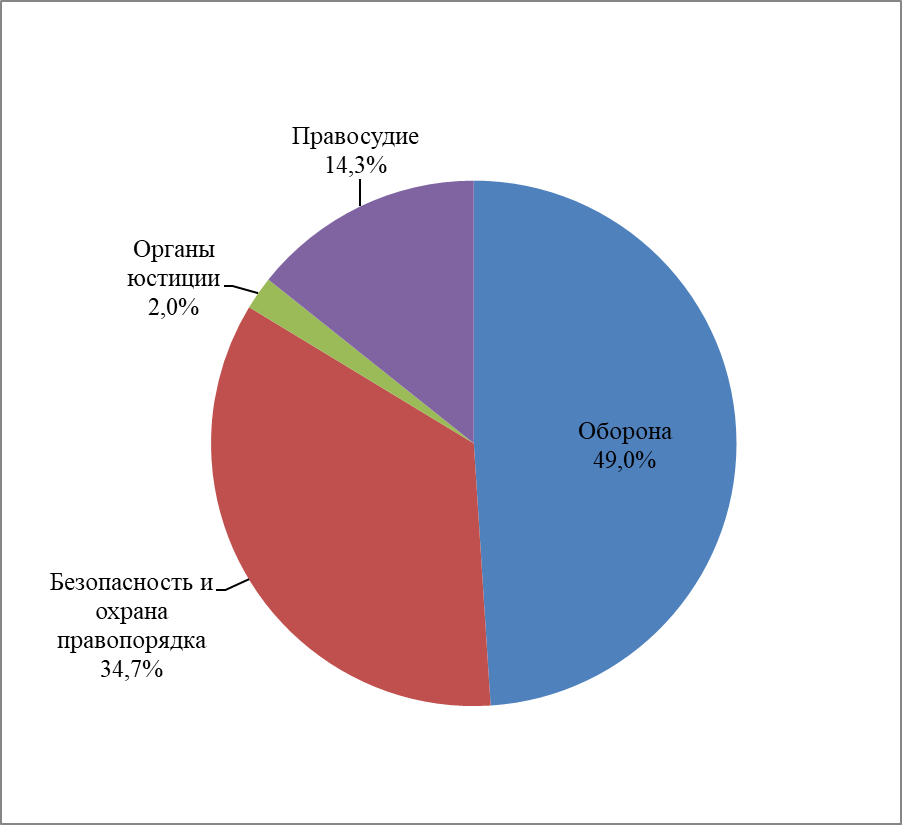 Правосудие
14,3%
Органы
юстиции
2,0%
Оборона
49,0%
Безопасность и
охрана
правопорядка
34,7%